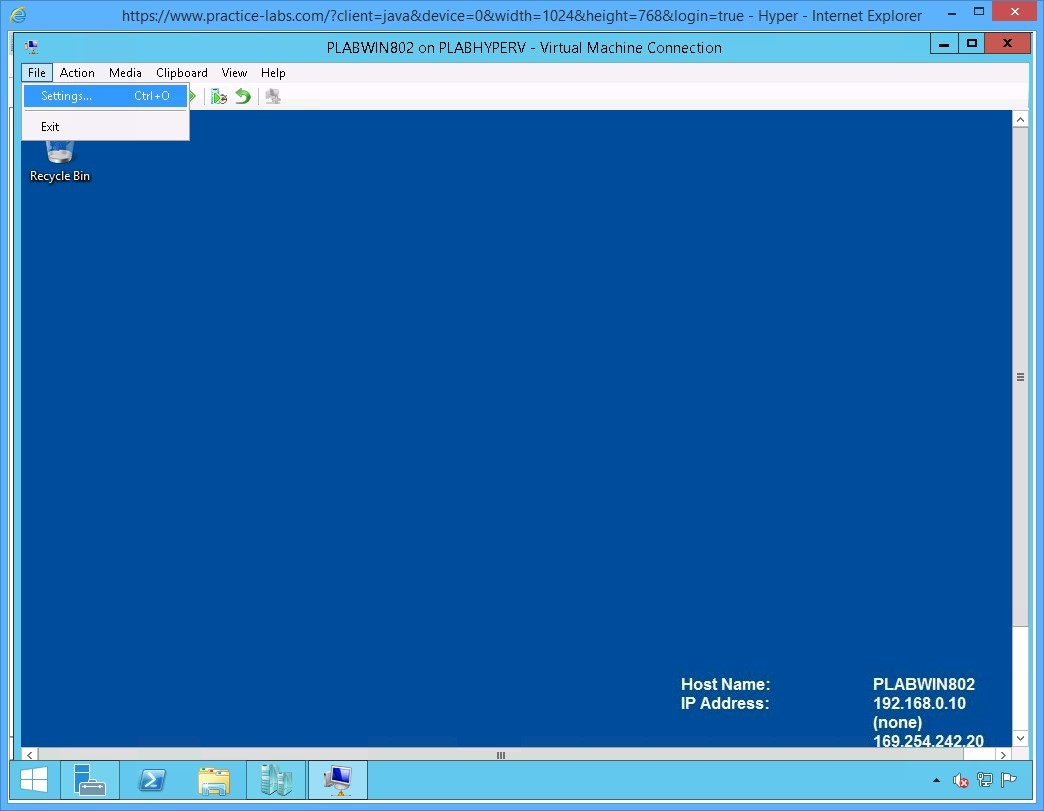 https://www.practice-labs.com/?client=java&device=0&width=1024&height=768&login=true - Hyper - Internet Explorer
PLABWIN802 on PLABHYPERV - Virtual Machine Connection
File Action Media Clipboard View Help
Settings... Ctrl+O
Exit
Recycle Bin
Host Name: PLABWIN802
IP Address: 192.168.0.10
(none)
169.254.242.20